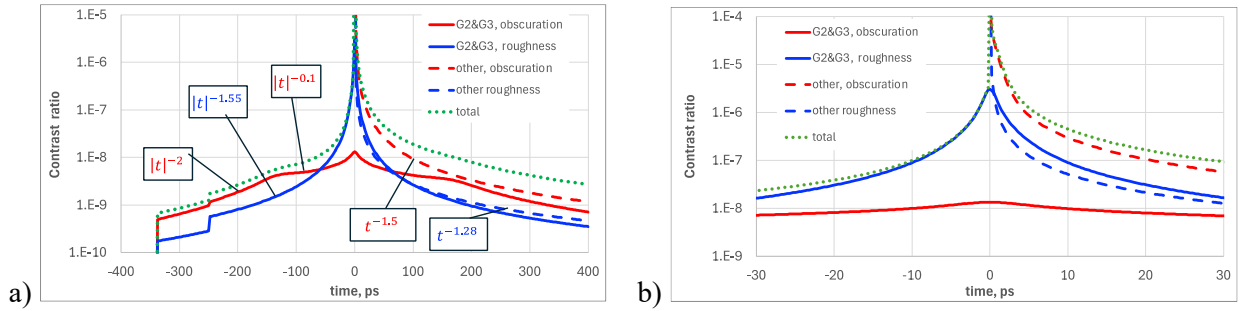 a)
Contrast ratio
1.E-5
1.E-6
1.E-7
1.E-8
1.E-9
1.E-10
-400 -300 -200 -100 0 100 200 300 400
time, ps
G2&G3, obscuration
G2&G3, roughness
other, obscuration
other roughness
total
|t|^{-0.1}
|t|^{-1.55}
|t|^{-2}
t^{-1.5}
t^{-1.28}
b)
Contrast ratio
1.E-4
1.E-5
1.E-6
1.E-7
1.E-8
1.E-9
-30 -20 -10 0 10 20 30
time, ps
G2&G3, obscuration
G2&G3, roughness
other, obscuration
other roughness
total